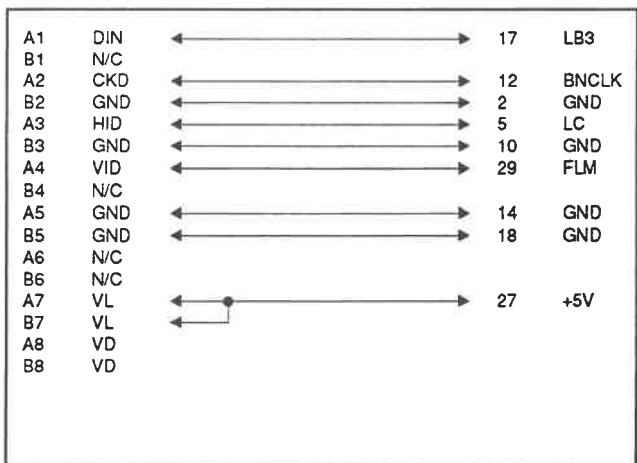 A1 DIN 17 LB3
B1 N/C
A2 CKD 12 BNCLK
B2 GND 2 GND
A3 HID 5 LC
B3 GND 10 GND
A4 VID 29 FLM
B4 N/C
A5 GND 14 GND
B5 GND 18 GND
A6 N/C
B6 N/C
A7 VL 27 +5V
B7 VL
A8 VD
B8 VD